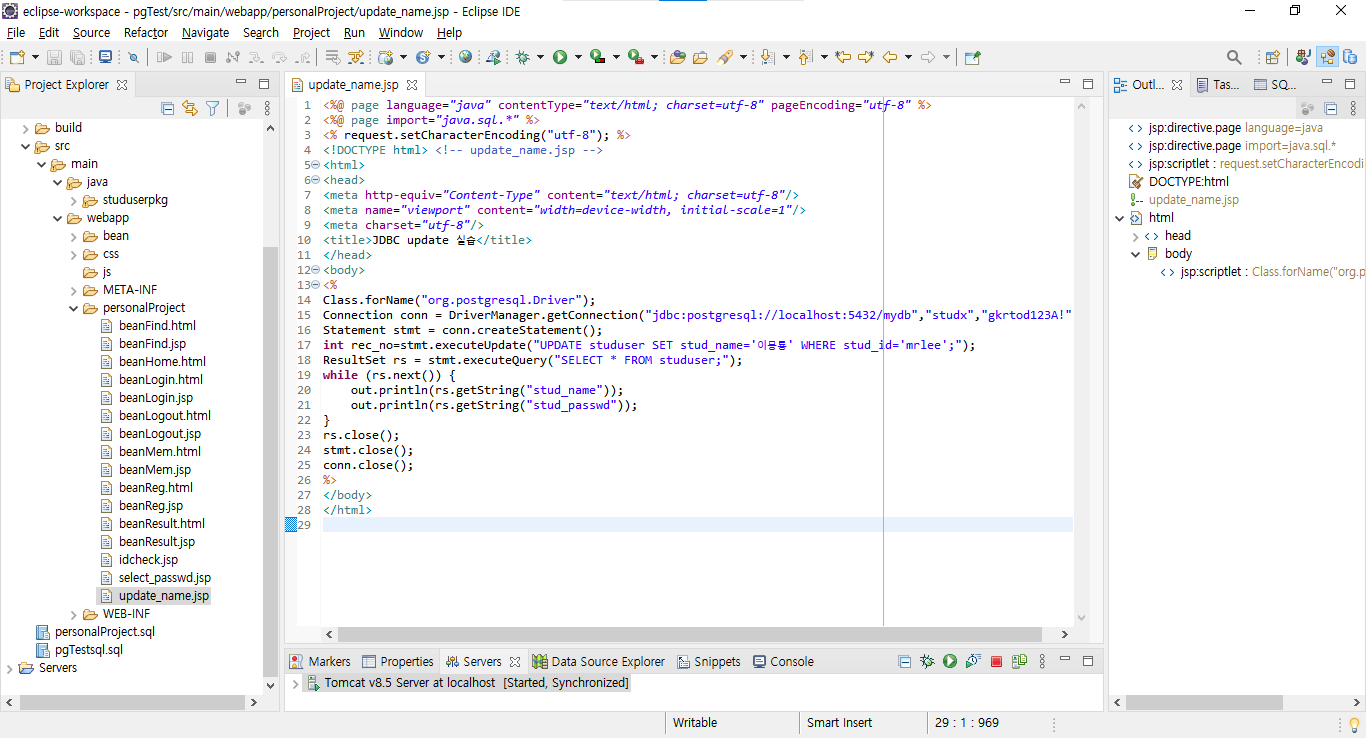 eclipse-workspace - pgTest/src/main/webapp/personalProject/update_name.jsp - Eclipse IDE
File Edit Source Refactor Navigate Search Project Run Window Help
Project Explorer
build
src
main
java
studuserpkg
webapp
bean
css
js
META-INF
personalProject
beanFind.html
beanFind.jsp
beanHome.html
beanLogin.html
beanLogin.jsp
beanLogout.html
beanLogout.jsp
beanMem.html
beanMem.jsp
beanReg.html
beanReg.jsp
beanResult.html
beanResult.jsp
idcheck.jsp
select_passwd.jsp
update_name.jsp
WEB-INF
personalProject.sql
pgTestsql.sql
Servers
update_name.jsp
1 <%@ page language="java" contentType="text/html; charset=utf-8" pageEncoding="utf-8" %>
2 <%@ page import="java.sql.*" %>
3 <% request.setCharacterEncoding("utf-8"); %>
4 <!DOCTYPE html> <!-- update_name.jsp -->
5 <html>
6 <head>
7 <meta http-equiv="Content-Type" content="text/html; charset=utf-8"/>
8 <meta name="viewport" content="width=device-width, initial-scale=1"/>
9 <meta charset="utf-8"/>
10 <title>JDBC update 실습</title>
11 </head>
12 <body>
13 <%
14 Class.forName("org.postgresql.Driver");
15 Connection conn = DriverManager.getConnection("jdbc:postgresql://localhost:5432/mydb","studx","gkrtod123A!"
16 Statement stmt = conn.createStatement();
17 int rec_no=stmt.executeUpdate("UPDATE studuser SET stud_name='이몽룡' WHERE stud_id='mrlee';");
18 ResultSet rs = stmt.executeQuery("SELECT * FROM studuser;");
19 while (rs.next()) {
20 out.println(rs.getString("stud_name"));
21 out.println(rs.getString("stud_passwd"));
22 }
23 rs.close();
24 stmt.close();
25 conn.close();
26 %>
27 </body>
28 </html>
29
Markers Properties Servers Data Source Explorer Snippets Console
Tomcat v8.5 Server at localhost [Started, Synchronized]
Outl... Tas... SQ...
jsp:directive.page language=java
jsp:directive.page import=java.sql.*
jsp:scriptlet : request.setCharacterEncodi
DOCTYPE:html
update_name.jsp
html
head
body
jsp:scriptlet : Class.forName("org.p
Writable Smart Insert 29 : 1 : 969